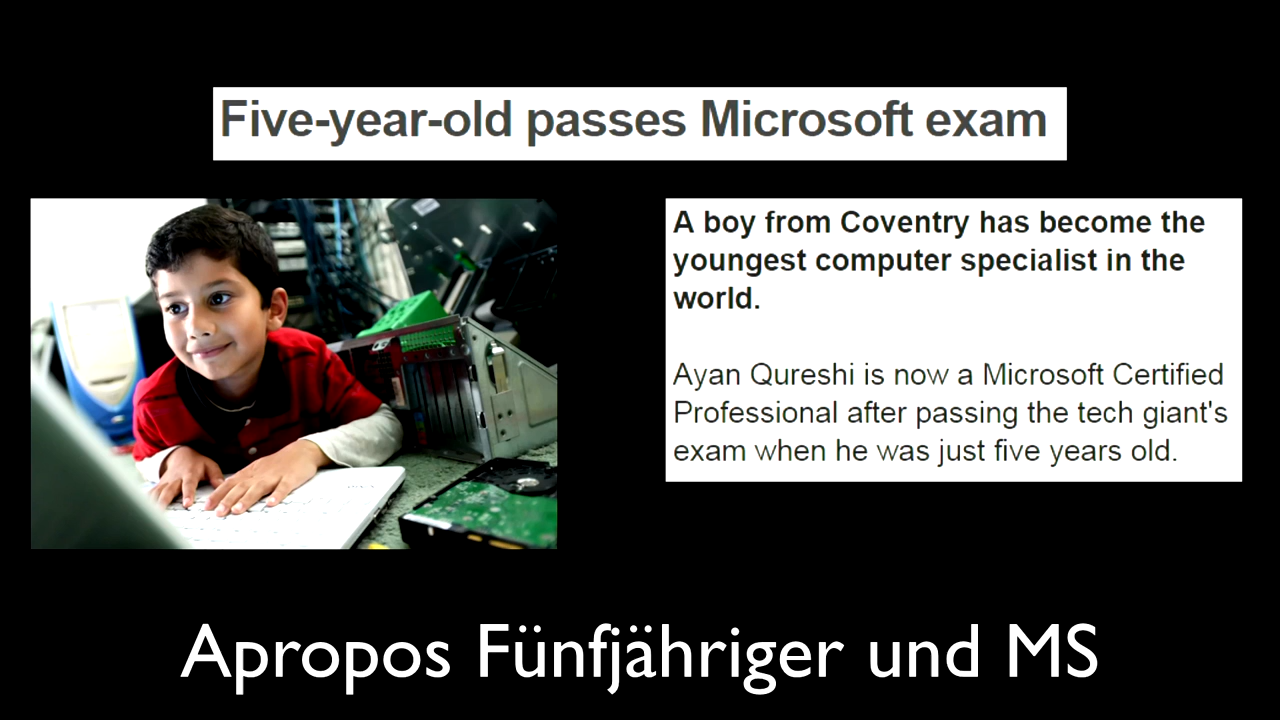 Five-year-old passes Microsoft exam
A boy from Coventry has become the
youngest computer specialist in the
world.
Ayan Qureshi is now a Microsoft Certified
Professional after passing the tech giant's
exam when he was just five years old.
Apropos Fünfjähriger und MS